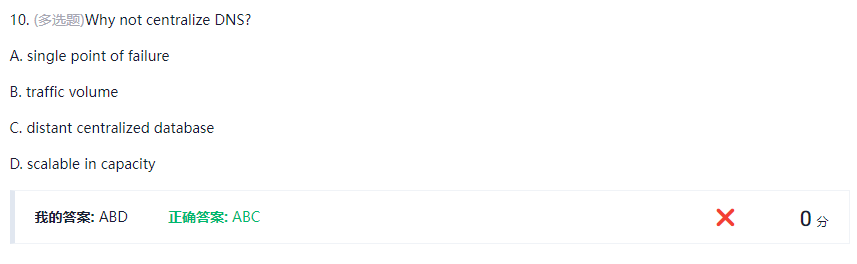 10. (多选题)Why not centralize DNS?
A. single point of failure
B. traffic volume
C. distant centralized database
D. scalable in capacity
我的答案: ABD 正确答案: ABC 0 分